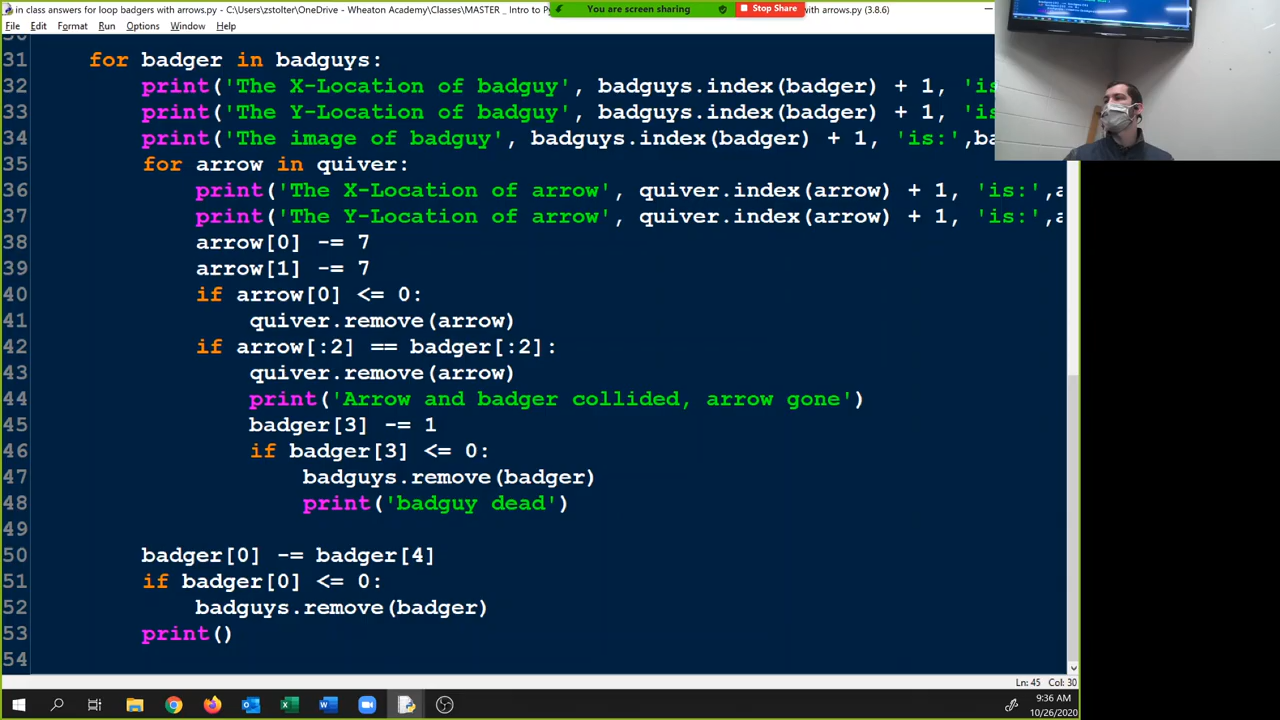 in class answers for loop badgers with arrows.py - C:\Users\zstolter\OneDrive - Wheaton Academy\Classes\MASTER _ Intro to P
with arrows.py (3.8.6)
You are screen sharing
Stop Share
File Edit Format Run Options Window Help
31 for badger in badguys:
32 print('The X-Location of badguy', badguys.index(badger) + 1, 'is
33 print('The Y-Location of badguy', badguys.index(badger) + 1, 'is
34 print('The image of badguy', badguys.index(badger) + 1, 'is:',ba
35 for arrow in quiver:
36 print('The X-Location of arrow', quiver.index(arrow) + 1, 'is:',a
37 print('The Y-Location of arrow', quiver.index(arrow) + 1, 'is:',a
38 arrow[0] -= 7
39 arrow[1] -= 7
40 if arrow[0] <= 0:
41 quiver.remove(arrow)
42 if arrow[:2] == badger[:2]:
43 quiver.remove(arrow)
44 print('Arrow and badger collided, arrow gone')
45 badger[3] -= 1
46 if badger[3] <= 0:
47 badguys.remove(badger)
48 print('badguy dead')
49
50 badger[0] -= badger[4]
51 if badger[0] <= 0:
52 badguys.remove(badger)
53 print()
54
Ln: 45 Col: 30
9:36 AM
10/26/2020